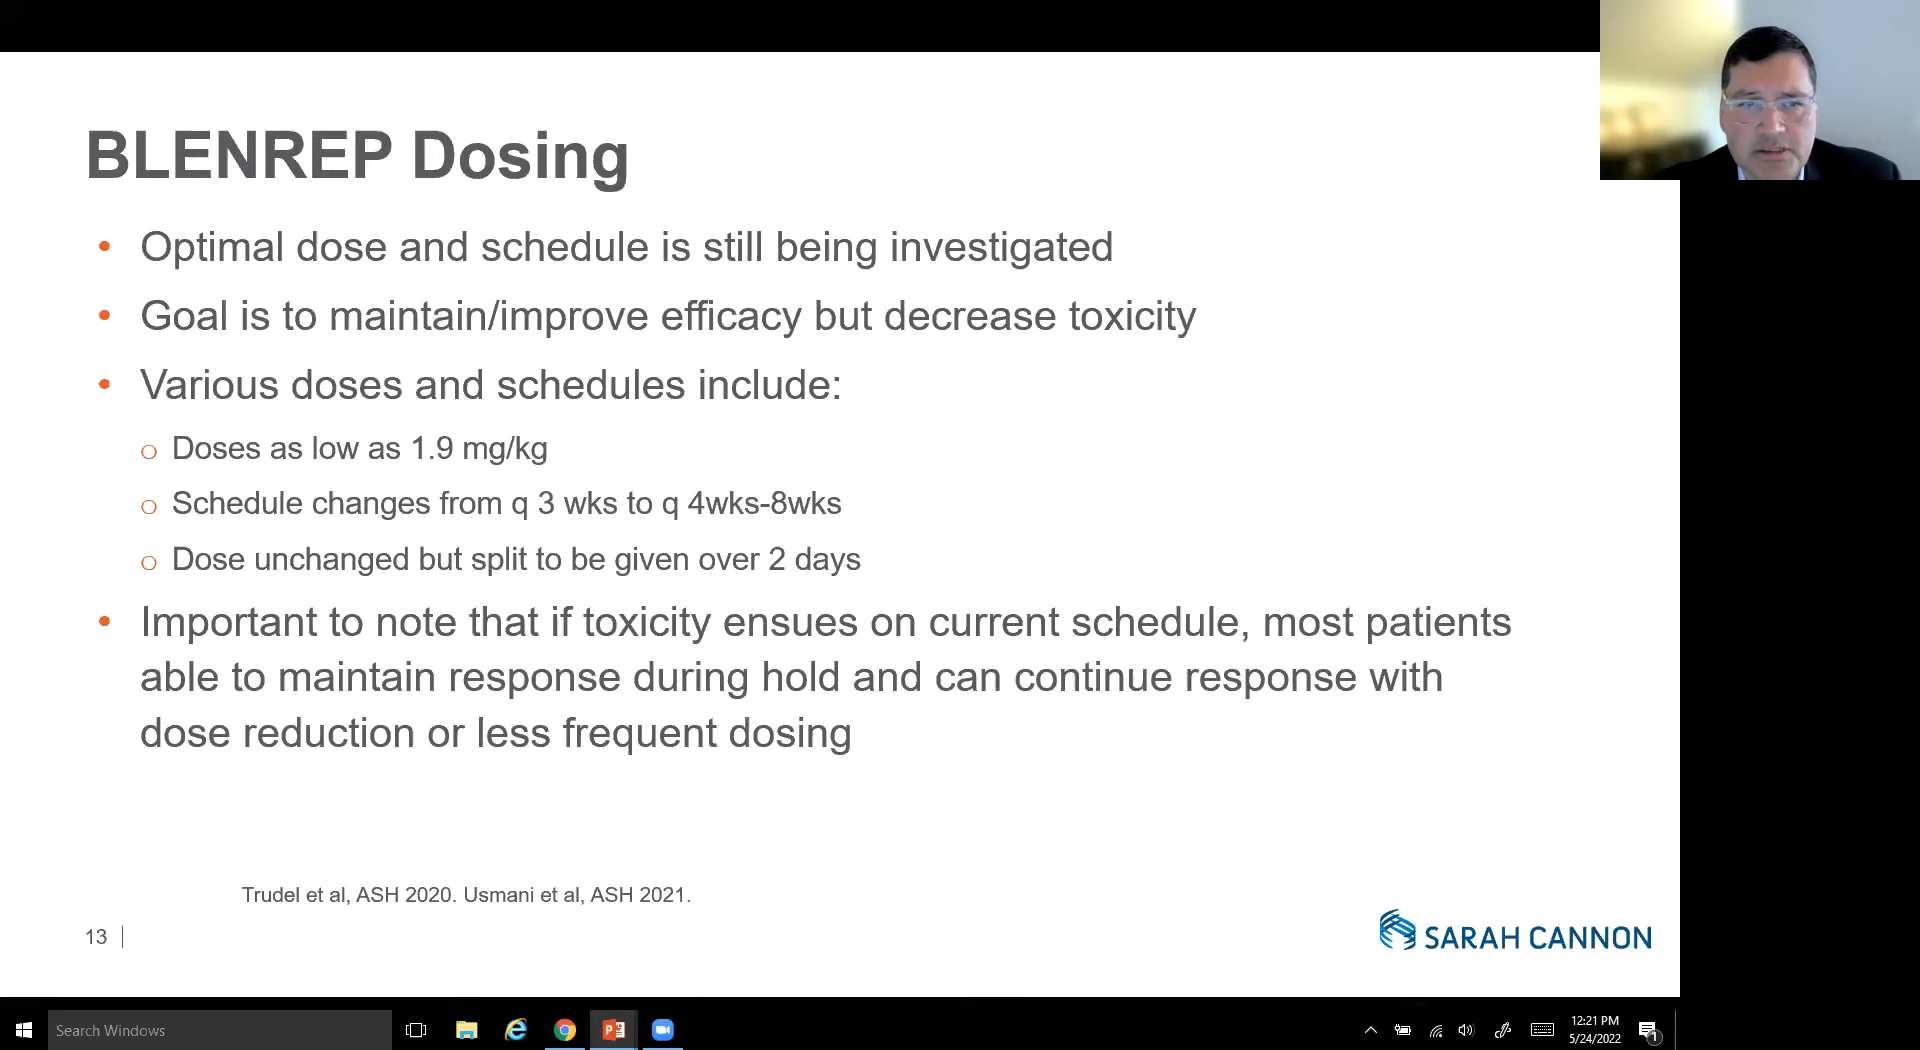 BLENREP Dosing
• Optimal dose and schedule is still being investigated
• Goal is to maintain/improve efficacy but decrease toxicity
• Various doses and schedules include:
o Doses as low as 1.9 mg/kg
o Schedule changes from q 3 wks to q 4wks-8wks
o Dose unchanged but split to be given over 2 days
• Important to note that if toxicity ensues on current schedule, most patients
able to maintain response during hold and can continue response with
dose reduction or less frequent dosing
Trudel et al, ASH 2020. Usmani et al, ASH 2021.
13
SARAH CANNON
Search Windows
12:21 PM
5/24/2022
1